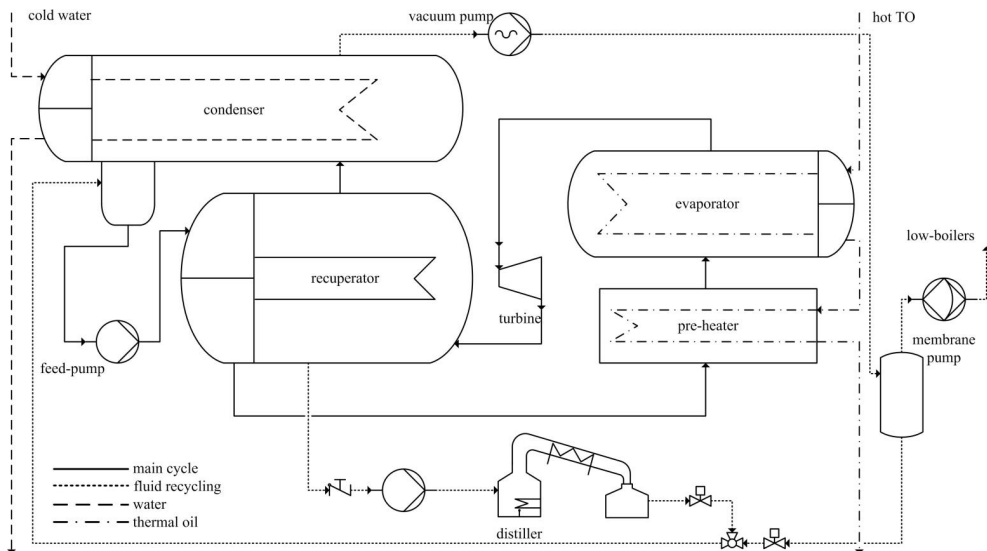 cold water
vacuum pump
hot TO
condenser
evaporator
low-boilers
recuperator
turbine
pre-heater
feed-pump
membrane
pump
main cycle
fluid recycling
water
thermal oil
distiller